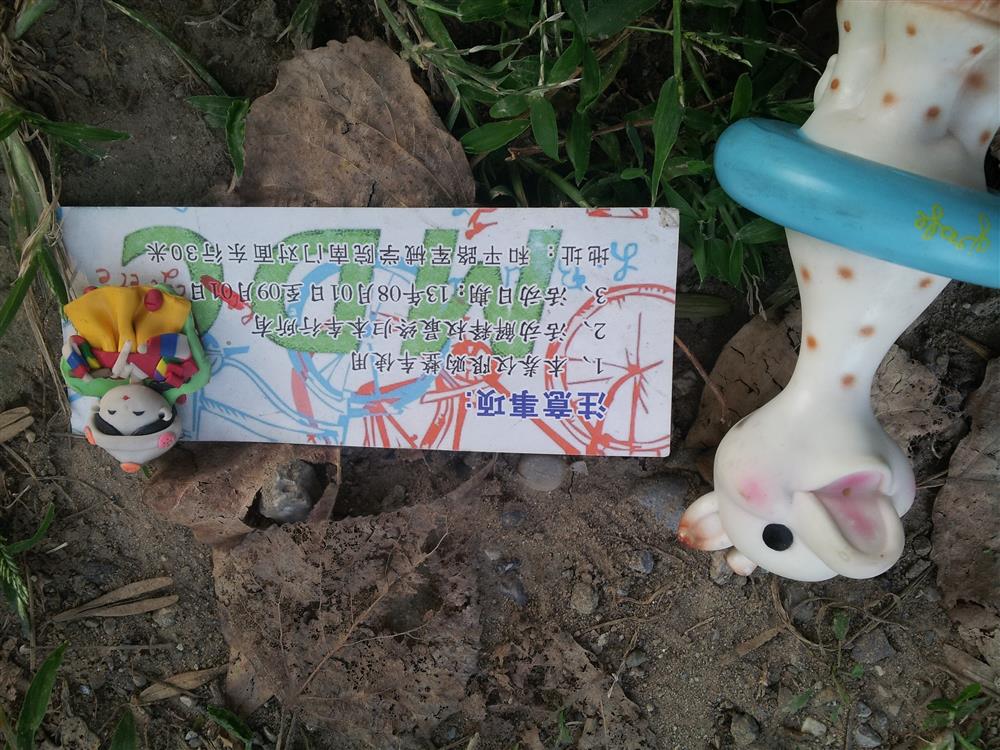 注意事项:
1、本券仅限购整车使用
2、活动解释权最终归本车行所有
3、活动日期:13年08月01日至09月01日
地址: 和平路军械学院南门对面东行30米
MDC
girafe